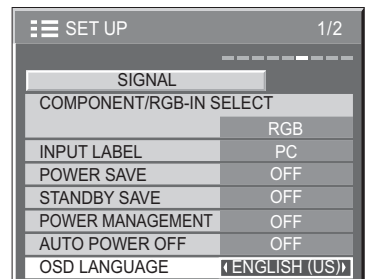 SET UP 1/2
SIGNAL
COMPONENT/RGB-IN SELECT
RGB
INPUT LABEL PC
POWER SAVE OFF
STANDBY SAVE OFF
POWER MANAGEMENT OFF
AUTO POWER OFF OFF
OSD LANGUAGE ENGLISH (US)